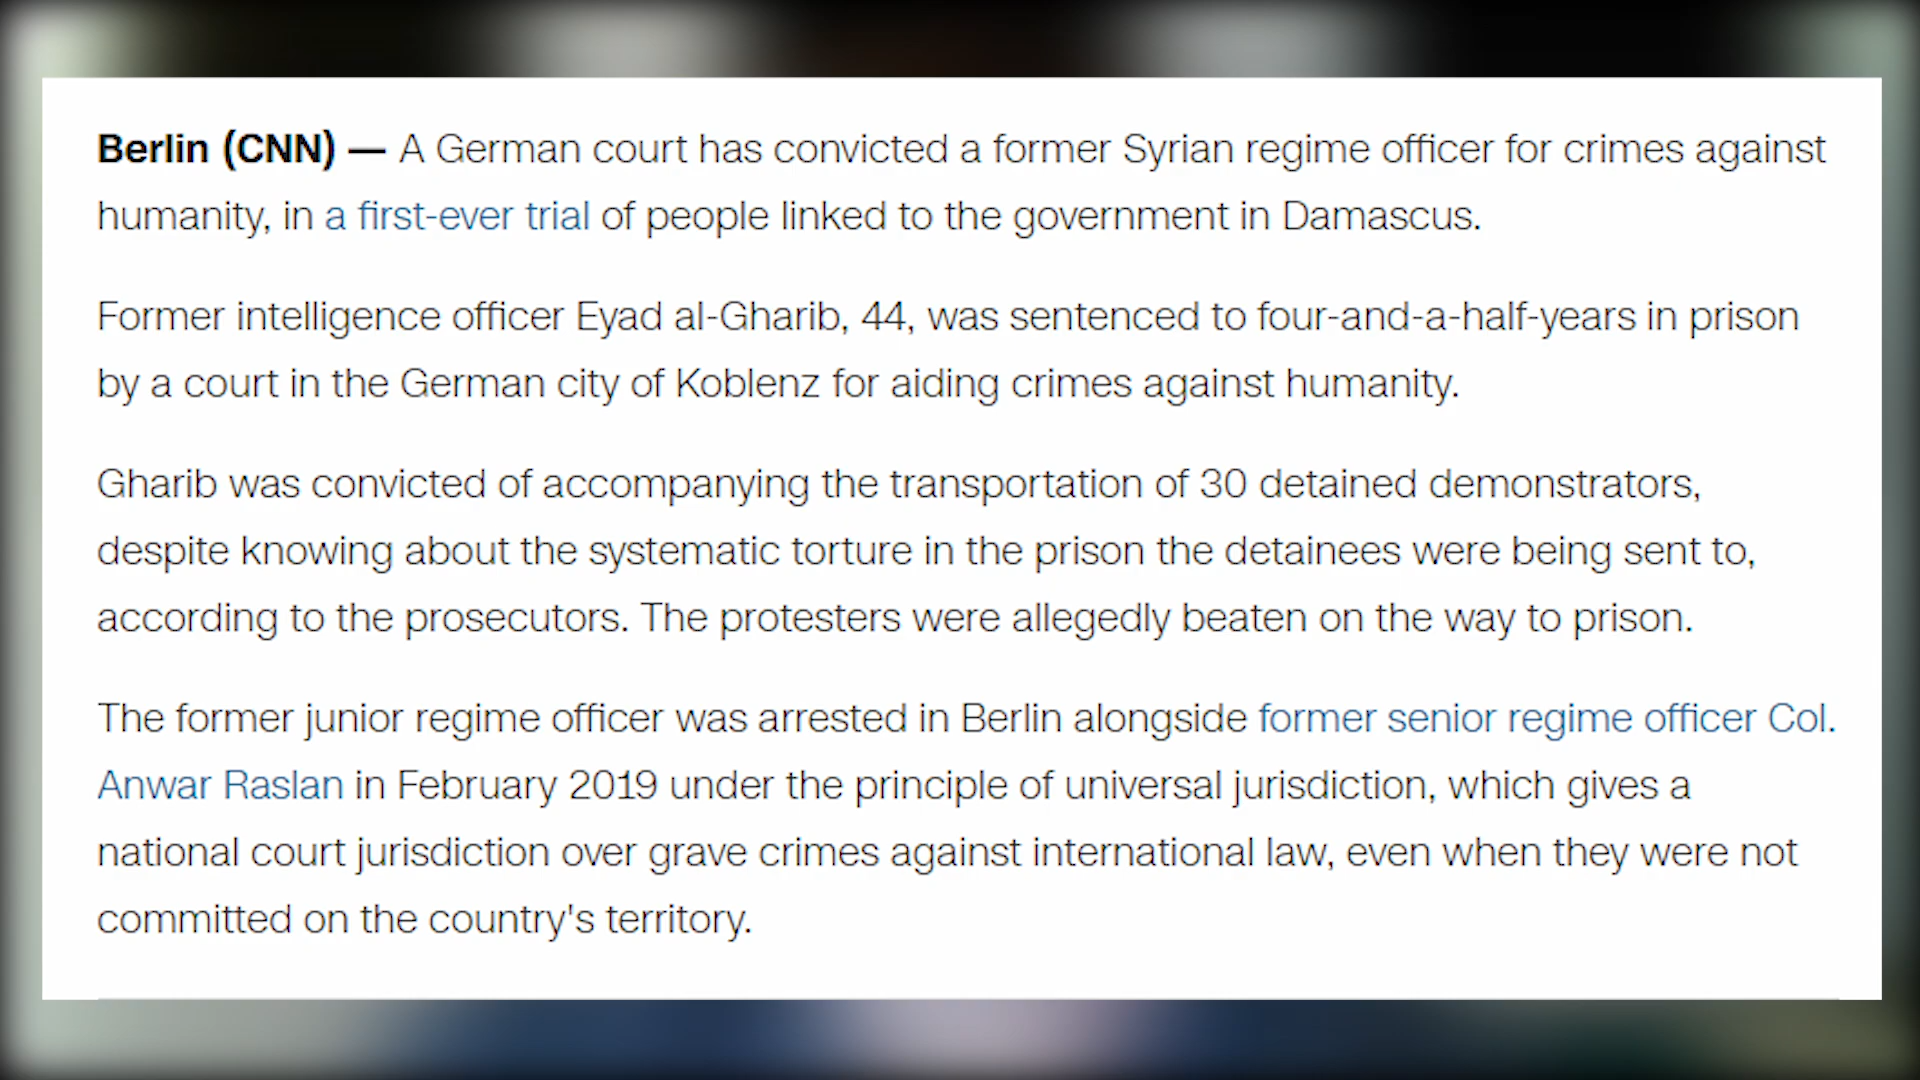 Berlin (CNN) — A German court has convicted a former Syrian regime officer for crimes against
humanity, in a first-ever trial of people linked to the government in Damascus.
Former intelligence officer Eyad al-Gharib, 44, was sentenced to four-and-a-half-years in prison
by a court in the German city of Koblenz for aiding crimes against humanity.
Gharib was convicted of accompanying the transportation of 30 detained demonstrators,
despite knowing about the systematic torture in the prison the detainees were being sent to,
according to the prosecutors. The protesters were allegedly beaten on the way to prison.
The former junior regime officer was arrested in Berlin alongside former senior regime officer Col.
Anwar Raslan in February 2019 under the principle of universal jurisdiction, which gives a
national court jurisdiction over grave crimes against international law, even when they were not
committed on the country's territory.